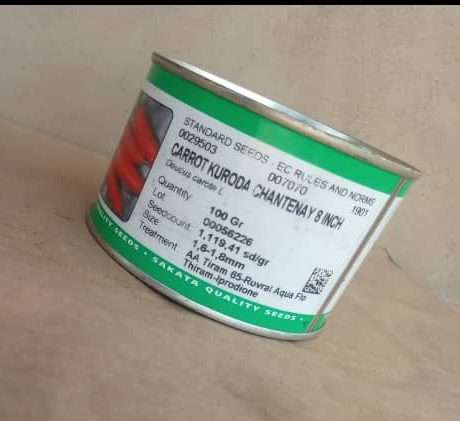 STANDARD SEEDS - EC RULES AND NORMS
0029503 007070 1901
CARROT KURODA CHANTENAY 8 INCH
Daucus carota L
Quantity 100 Gr
Lot 00056226
Seedcount 1,119.41 sd/gr
Size 1,6-1,8mm
Treatment AA Tiram 65-Rovral Aqua Flo
Thiram-Iprodione
SEEDS • SAKATA QUALITY SEEDS •